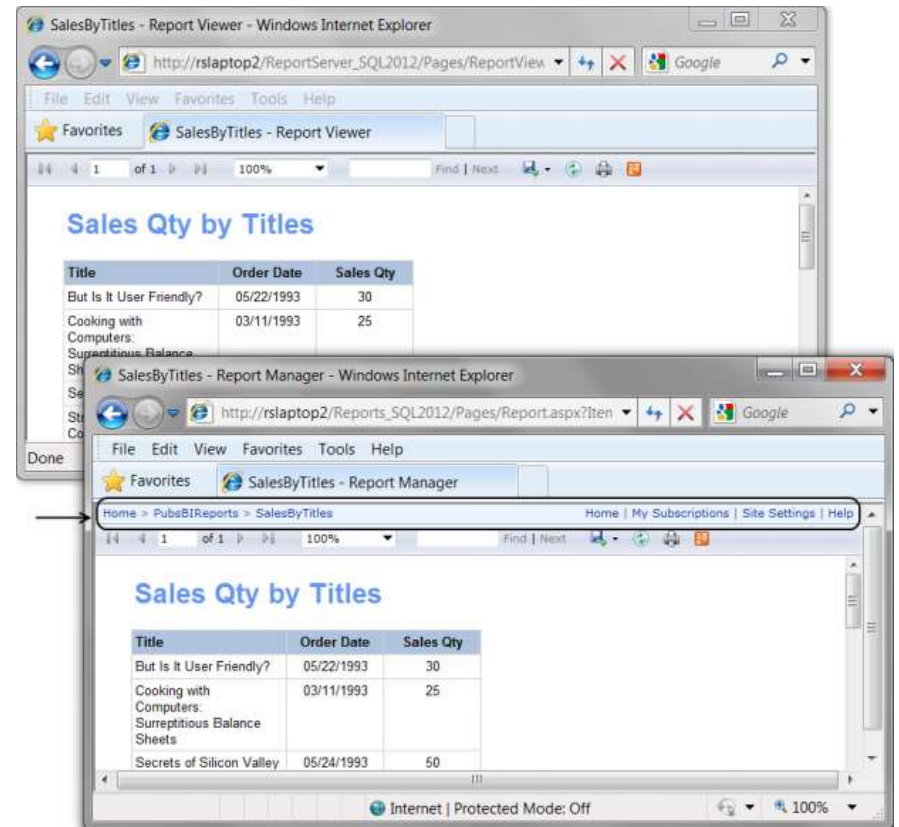 SalesByTitles - Report Viewer - Windows Internet Explorer
http://rslaptop2/ReportServer_SQL2012/Pages/ReportView
Google
File Edit View Favorites Tools Help
Favorites SalesByTitles - Report Viewer
1 of 1 100% Find | Next
Sales Qty by Titles
Title Order Date Sales Qty
But Is It User Friendly? 05/22/1993 30
Cooking with 03/11/1993 25
Computers:
Surreptitious Balance
Sh
Se
Str
Co
Done
SalesByTitles - Report Manager - Windows Internet Explorer
http://rslaptop2/Reports_SQL2012/Pages/Report.aspx?Iten
Google
File Edit View Favorites Tools Help
Favorites SalesByTitles - Report Manager
Home > PubsBIReports > SalesByTitles Home | My Subscriptions | Site Settings | Help
1 of 1 100% Find | Next
Sales Qty by Titles
Title Order Date Sales Qty
But Is It User Friendly? 05/22/1993 30
Cooking with 03/11/1993 25
Computers:
Surreptitious Balance
Sheets
Secrets of Silicon Valley 05/24/1993 50
Internet | Protected Mode: Off 100%